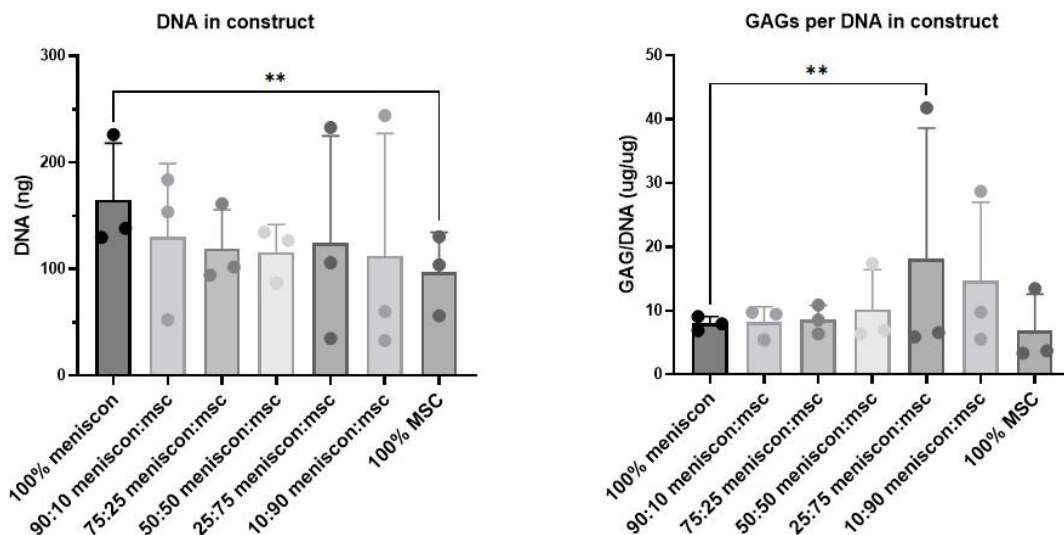 DNA in construct
DNA (ng)
300
200
100
0
**
100% meniscon
90:10 meniscon:msc
75:25 meniscon:msc
50:50 meniscon:msc
25:75 meniscon:msc
10:90 meniscon:msc
100% MSC
GAGs per DNA in construct
GAG/DNA (ug/ug)
50
40
30
20
10
0
**
100% meniscon
90:10 meniscon:msc
75:25 meniscon:msc
50:50 meniscon:msc
25:75 meniscon:msc
10:90 meniscon:msc
100% MSC